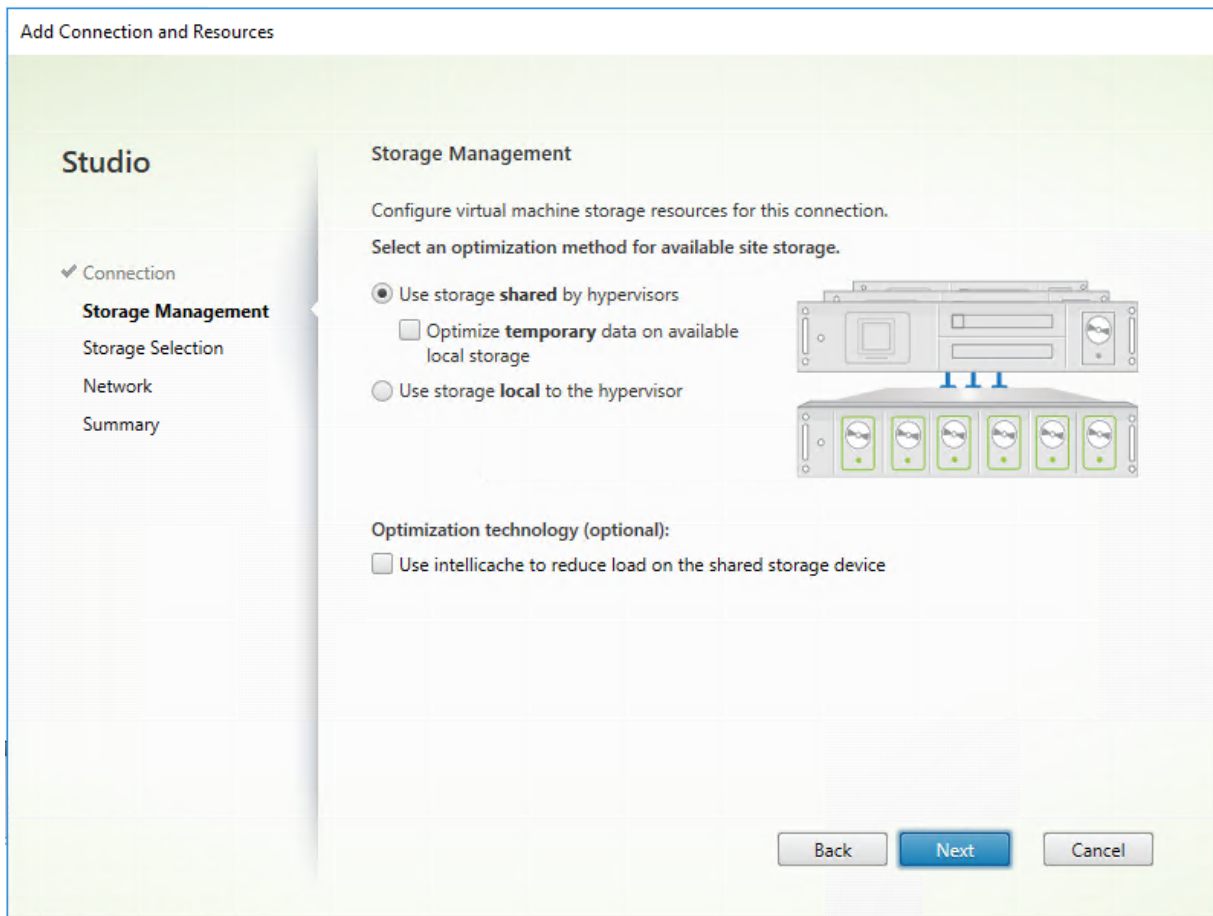 Add Connection and Resources
Studio
Connection
Storage Management
Storage Selection
Network
Summary
Storage Management
Configure virtual machine storage resources for this connection.
Select an optimization method for available site storage.
Use storage shared by hypervisors
Optimize temporary data on available
local storage
Use storage local to the hypervisor
Optimization technology (optional):
Use intellicache to reduce load on the shared storage device
Back
Next
Cancel